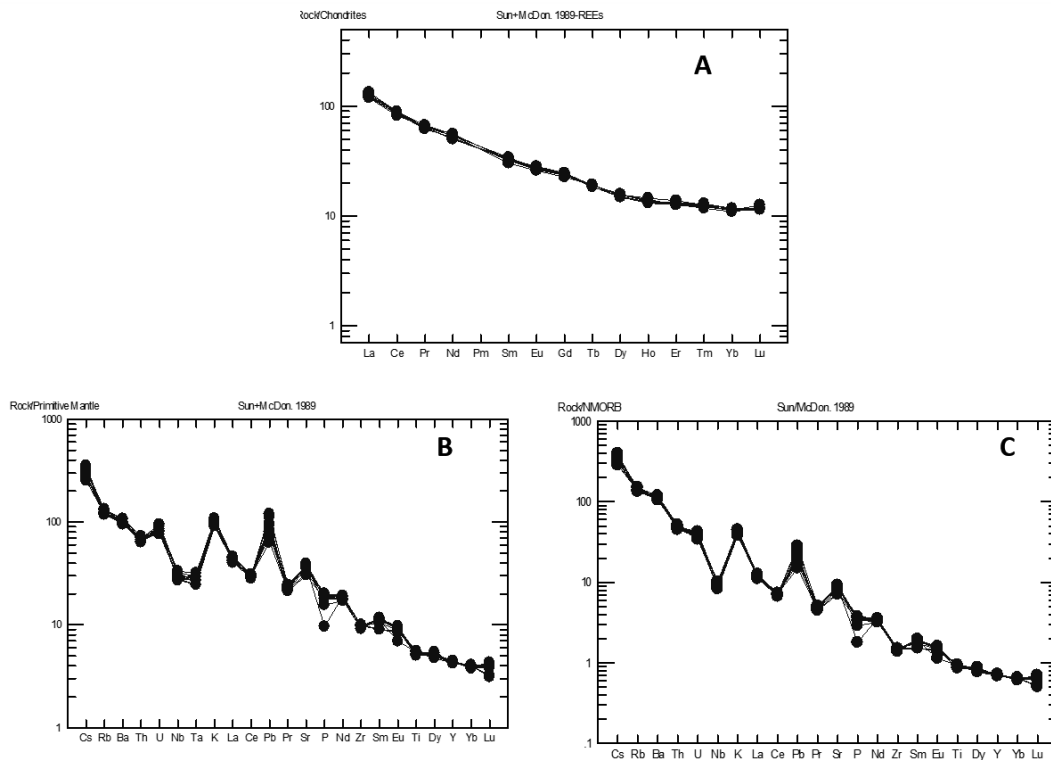 Rock/Chondrites Sun+McDon. 1989-REEs
A
100
10
1
La Ce Pr Nd Pm Sm Eu Gd Tb Dy Ho Er Tm Yb Lu
Rock/Primitive Mantle Sun+McDon. 1989
B
1000
100
10
1
Cs Rb Ba Th U Nb Ta K La Ce Pb Pr Sr P Nd Zr Sm Eu Ti Dy Y Yb Lu
Rock/NMORB Sun/McDon. 1989
C
1000
100
10
1
.1
Cs Rb Ba Th U Nb K La Ce Pb Pr Sr P Nd Zr Sm Eu Ti Dy Y Yb Lu